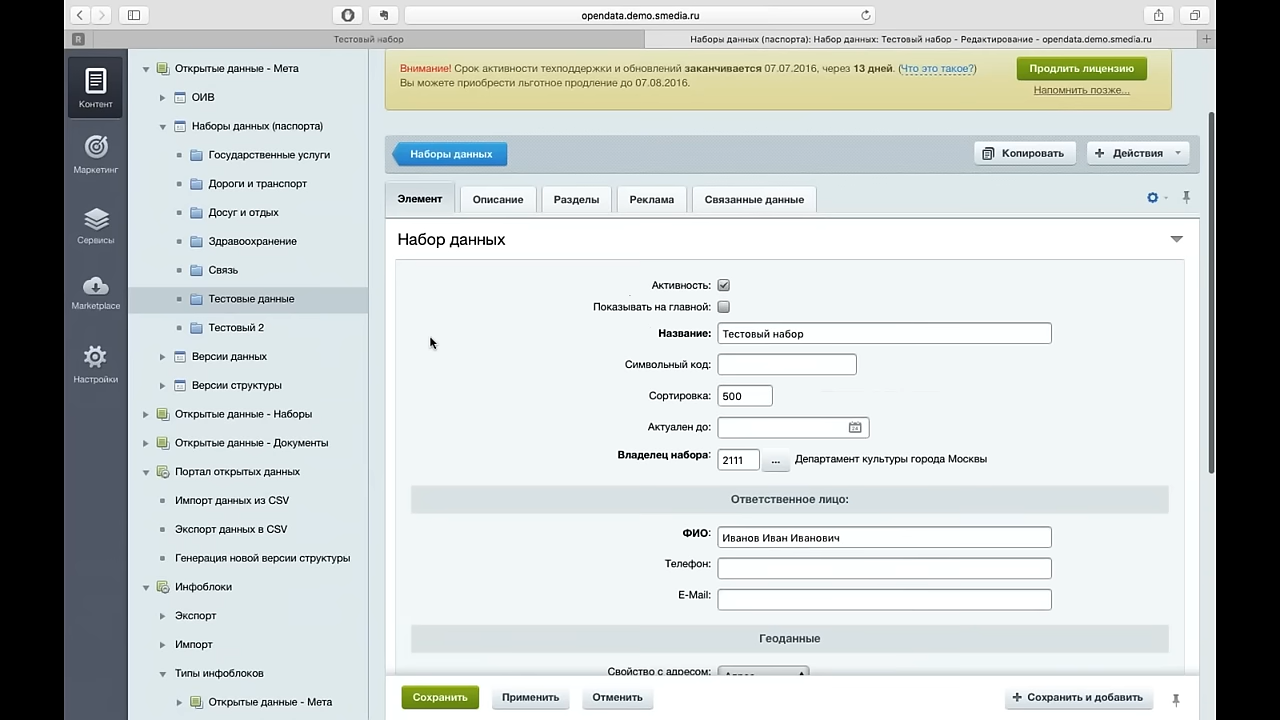 opendata.demo.smedia.ru
R
Тестовый набор
Наборы данных (паспорта): Набор данных: Тестовый набор - Редактирование - opendata.demo.smedia.ru
Контент
Маркетинг
Сервисы
Marketplace
Настройки
Открытые данные - Мета
ОИВ
Наборы данных (паспорта)
Государственные услуги
Дороги и транспорт
Досуг и отдых
Здравоохранение
Связь
Тестовые данные
Тестовый 2
Версии данных
Версии структуры
Открытые данные - Наборы
Открытые данные - Документы
Портал открытых данных
Импорт данных из CSV
Экспорт данных в CSV
Генерация новой версии структуры
Инфоблоки
Экспорт
Импорт
Типы инфоблоков
Открытые данные - Мета
Внимание! Срок активности техподдержки и обновлений заканчивается 07.07.2016, через 13 дней. (Что это такое?)
Вы можете приобрести льготное продление до 07.08.2016.
Продлить лицензию
Напомнить позже...
Наборы данных
Копировать
Действия
Элемент
Описание
Разделы
Реклама
Связанные данные
Набор данных
Активность:
Показывать на главной:
Название: Тестовый набор
Символьный код:
Сортировка: 500
Актуален до:
Владелец набора: 2111 ... Департамент культуры города Москвы
Ответственное лицо:
ФИО: Иванов Иван Иванович
Телефон:
E-Mail:
Геоданные
Свойство с адресом: Адрес
Сохранить
Применить
Отменить
Сохранить и добавить